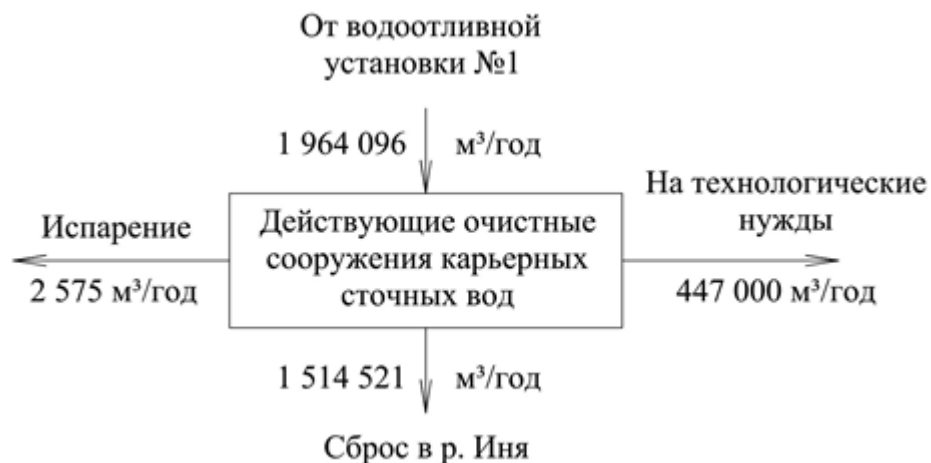 От водоотливной
установки №1
1 964 096 м³/год
На технологические
нужды
Испарение
Действующие очистные
сооружения карьерных
сточных вод
2 575 м³/год
447 000 м³/год
1 514 521 м³/год
Сброс в р. Иня